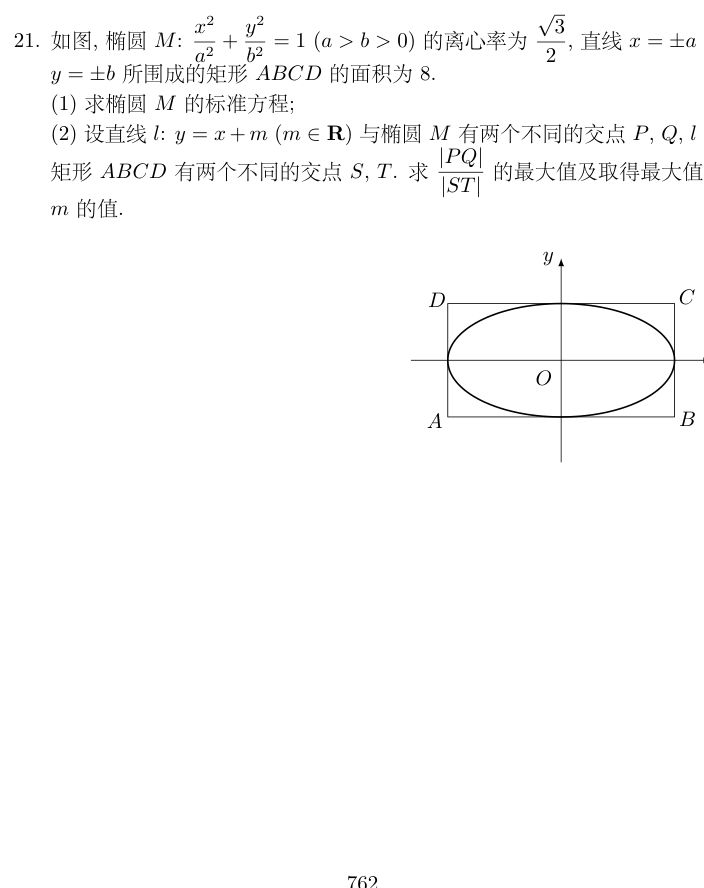 21. 如图, 椭圆 M: x²/a² + y²/b² = 1 (a > b > 0) 的离心率为 √3/2, 直线 x = ±a
y = ±b 所围成的矩形 ABCD 的面积为 8.
(1) 求椭圆 M 的标准方程;
(2) 设直线 l: y = x + m (m ∈ R) 与椭圆 M 有两个不同的交点 P, Q, l
矩形 ABCD 有两个不同的交点 S, T. 求 |PQ|/|ST| 的最大值及取得最大值
m 的值.
y
D
C
O
A
B
762